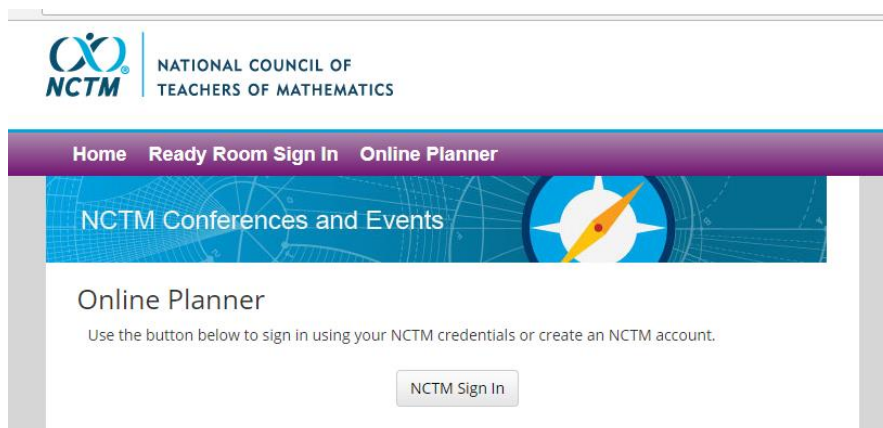 NCTM
NATIONAL COUNCIL OF
TEACHERS OF MATHEMATICS
Home Ready Room Sign In Online Planner
NCTM Conferences and Events
Online Planner
Use the button below to sign in using your NCTM credentials or create an NCTM account.
NCTM Sign In